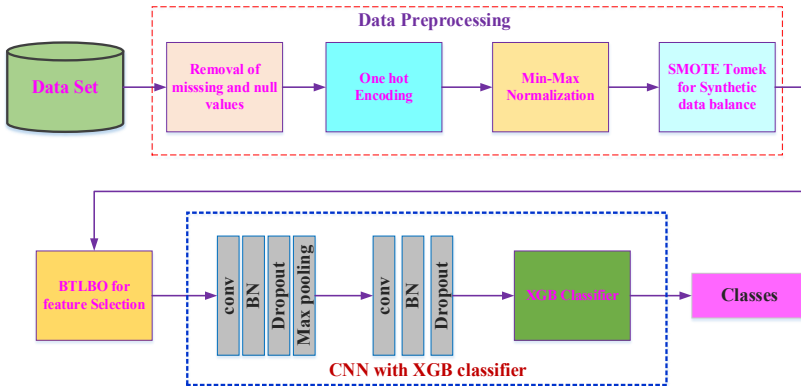 Data Preprocessing
Data Set
Removal of
misssing and null
values
One hot
Encoding
Min-Max
Normalization
SMOTE Tomek
for Synthetic
data balance
BTLBO for
feature Selection
conv
BN
Dropout
Max pooling
conv
BN
Dropout
XGB Classifier
Classes
CNN with XGB classifier